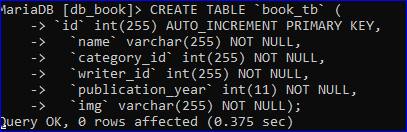 MariaDB [db_book]> CREATE TABLE `book_tb` (
-> `id` int(255) AUTO_INCREMENT PRIMARY KEY,
-> `name` varchar(255) NOT NULL,
-> `category_id` int(255) NOT NULL,
-> `writer_id` int(255) NOT NULL,
-> `publication_year` int(11) NOT NULL,
-> `img` varchar(255) NOT NULL);
Query OK, 0 rows affected (0.375 sec)